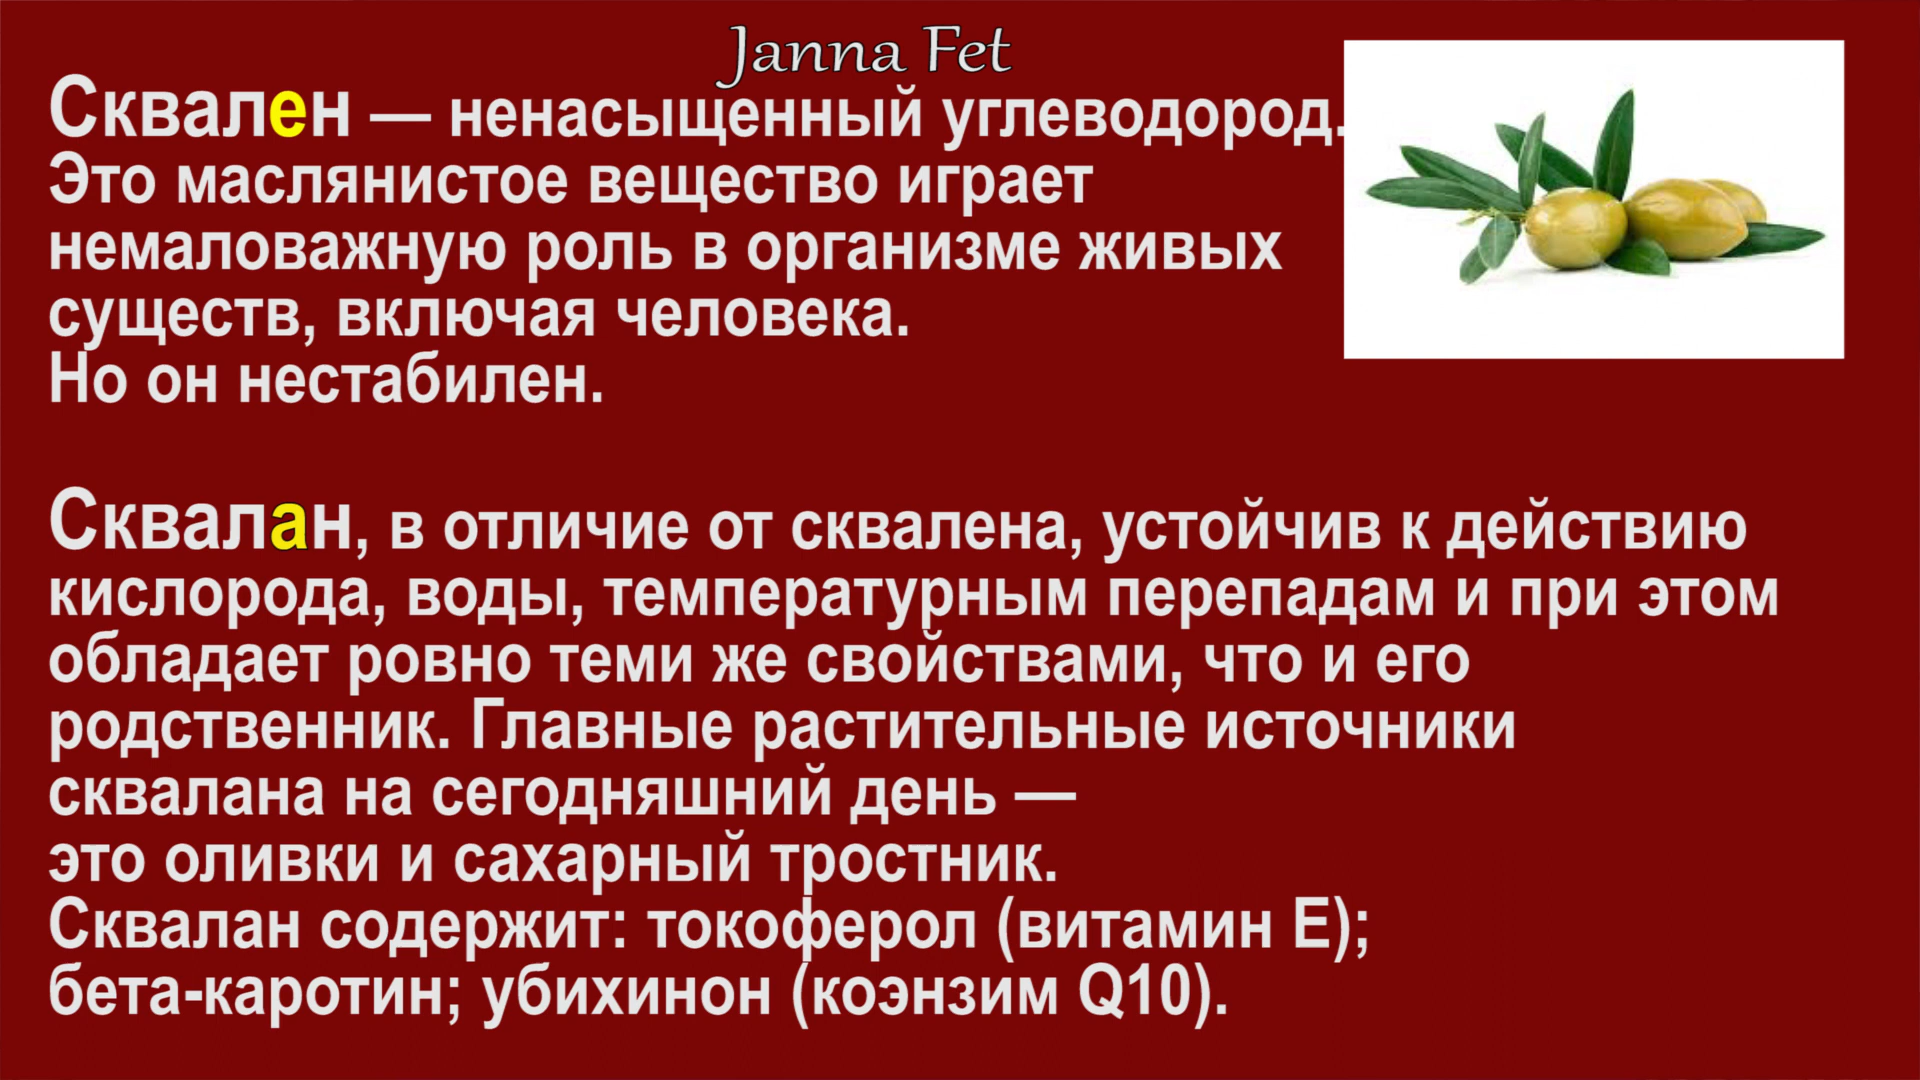 Janna Fet
Сквален — ненасыщенный углеводород.
Это маслянистое вещество играет
немаловажную роль в организме живых
существ, включая человека.
Но он нестабилен.
Сквалан, в отличие от сквалена, устойчив к действию
кислорода, воды, температурным перепадам и при этом
обладает ровно теми же свойствами, что и его
родственник. Главные растительные источники
сквалана на сегодняшний день —
это оливки и сахарный тростник.
Сквалан содержит: токоферол (витамин Е);
бета-каротин; убихинон (коэнзим Q10).